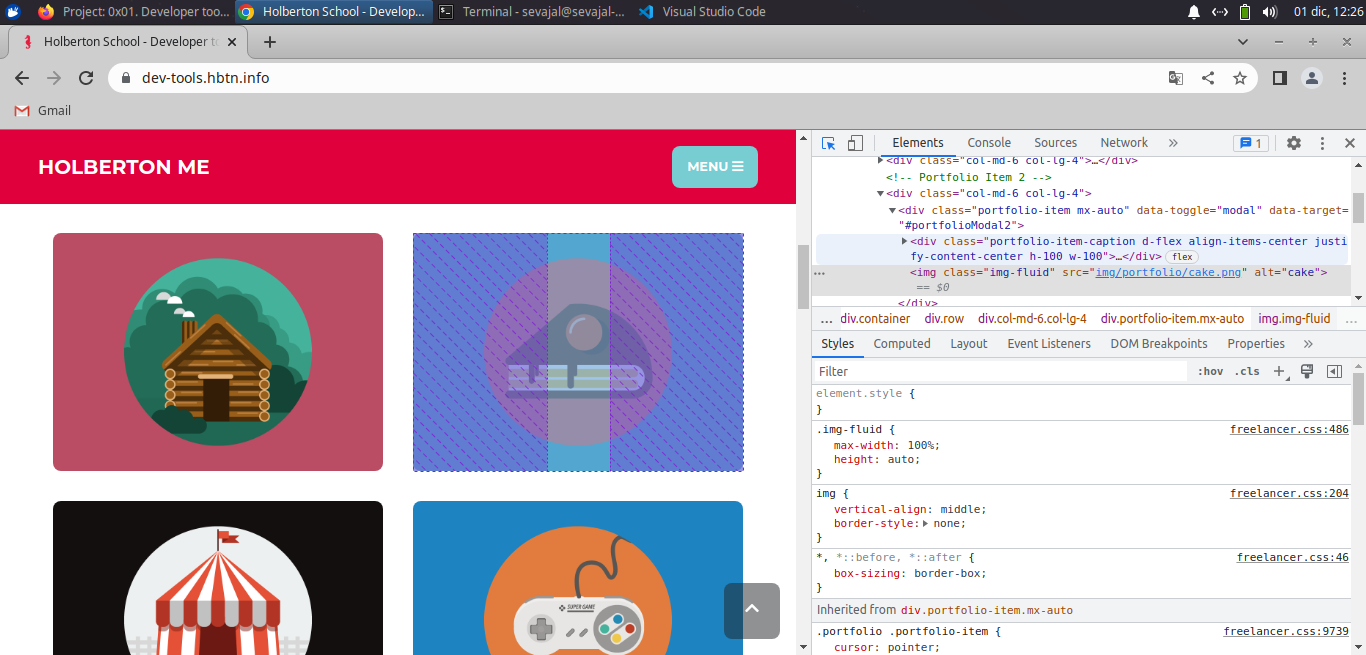 Project: 0x01. Developer too...
Holberton School - Develop...
Terminal - sevajal@sevajal-...
Visual Studio Code
01 dic, 12:26
Holberton School - Developer to
dev-tools.hbtn.info
Gmail
HOLBERTON ME
MENU
SUPER GAME
Elements
Console
Sources
Network
»
1
<div class="col-md-6 col-lg-4">…</div>
<!-- Portfolio Item 2 -->
<div class="col-md-6 col-lg-4">
<div class="portfolio-item mx-auto" data-toggle="modal" data-target=
"#portfolioModal2">
<div class="portfolio-item-caption d-flex align-items-center justi
fy-content-center h-100 w-100">…</div> flex
<img class="img-fluid" src="img/portfolio/cake.png" alt="cake">
== $0
</div>
… div.container div.row div.col-md-6.col-lg-4 div.portfolio-item.mx-auto img.img-fluid …
Styles Computed Layout Event Listeners DOM Breakpoints Properties »
Filter :hov .cls +
element.style {
}
.img-fluid { freelancer.css:486
max-width: 100%;
height: auto;
}
img { freelancer.css:204
vertical-align: middle;
border-style: none;
}
*, *::before, *::after { freelancer.css:46
box-sizing: border-box;
}
Inherited from div.portfolio-item.mx-auto
.portfolio .portfolio-item { freelancer.css:9739
cursor: pointer;